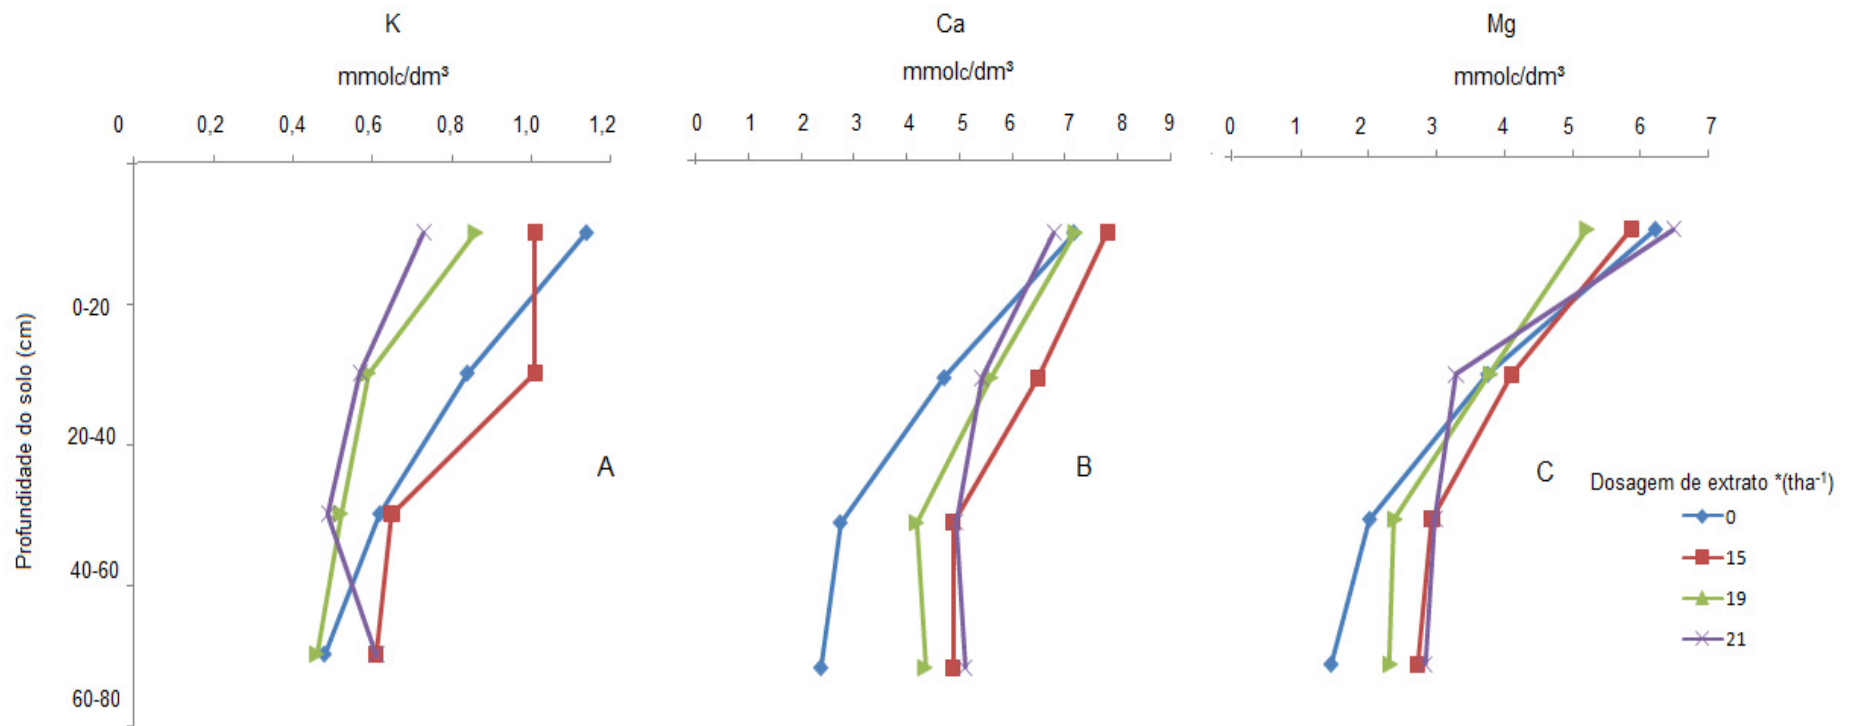 K
Ca
Mg
mmolc/dm³
mmolc/dm³
mmolc/dm³
0 0,2 0,4 0,6 0,8 1,0 1,2
0 1 2 3 4 5 6 7 8 9
0 1 2 3 4 5 6 7
Profundidade do solo (cm)
0-20
20-40
40-60
60-80
A
B
C
Dosagem de extrato *(tha⁻¹)
0
15
19
21